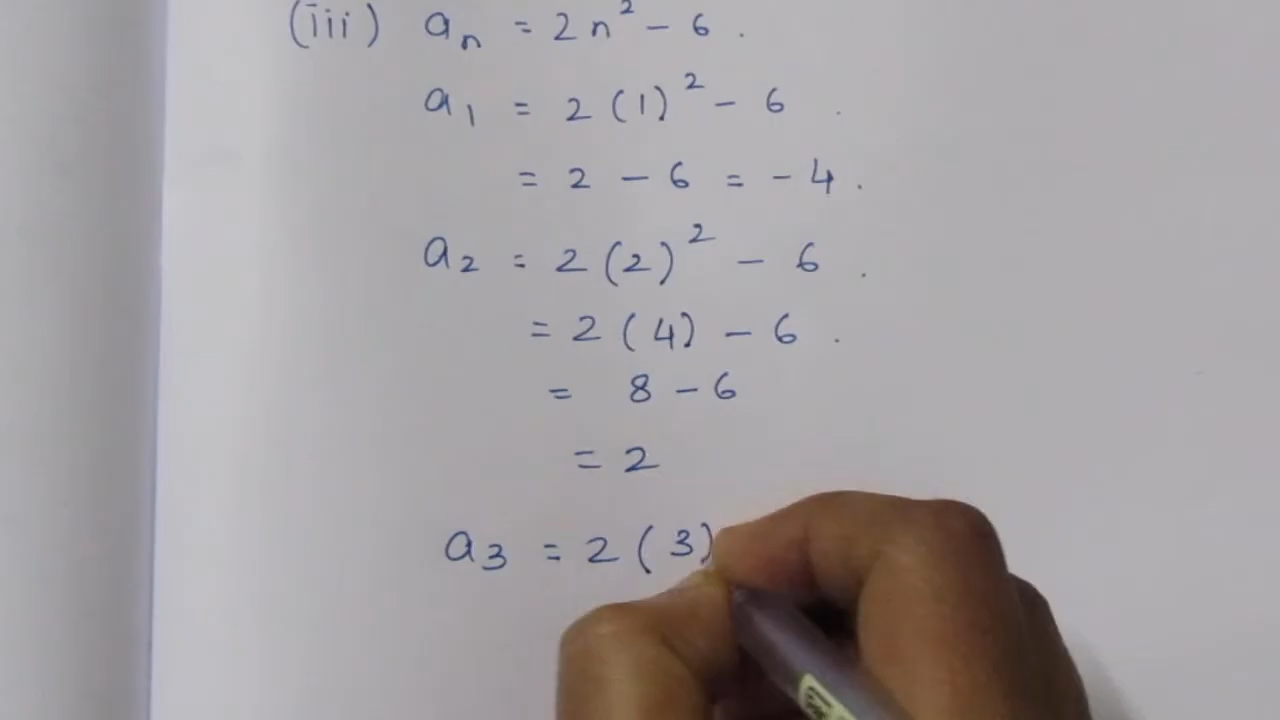 (iii) aₙ = 2n² - 6 .
a₁ = 2(1)² - 6 .
= 2 - 6 = -4 .
a₂ = 2(2)² - 6 .
= 2(4) - 6 .
= 8 - 6
= 2
a₃ = 2(3)